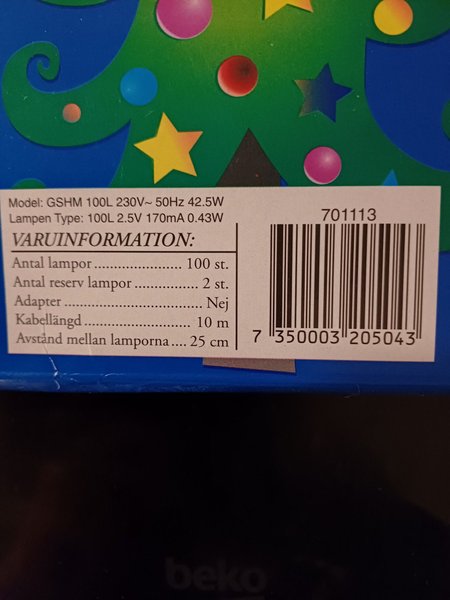 Model: GSHM 100L 230V~ 50Hz 42.5W
Lampen Type: 100L 2.5V 170mA 0.43W
VARUINFORMATION:
Antal lampor ...................... 100 st.
Antal reserv lampor ............. 2 st.
Adapter ............................... Nej
Kabellängd ........................ 10 m
Avstånd mellan lamporna .... 25 cm
701113
7 350003 205043
beko